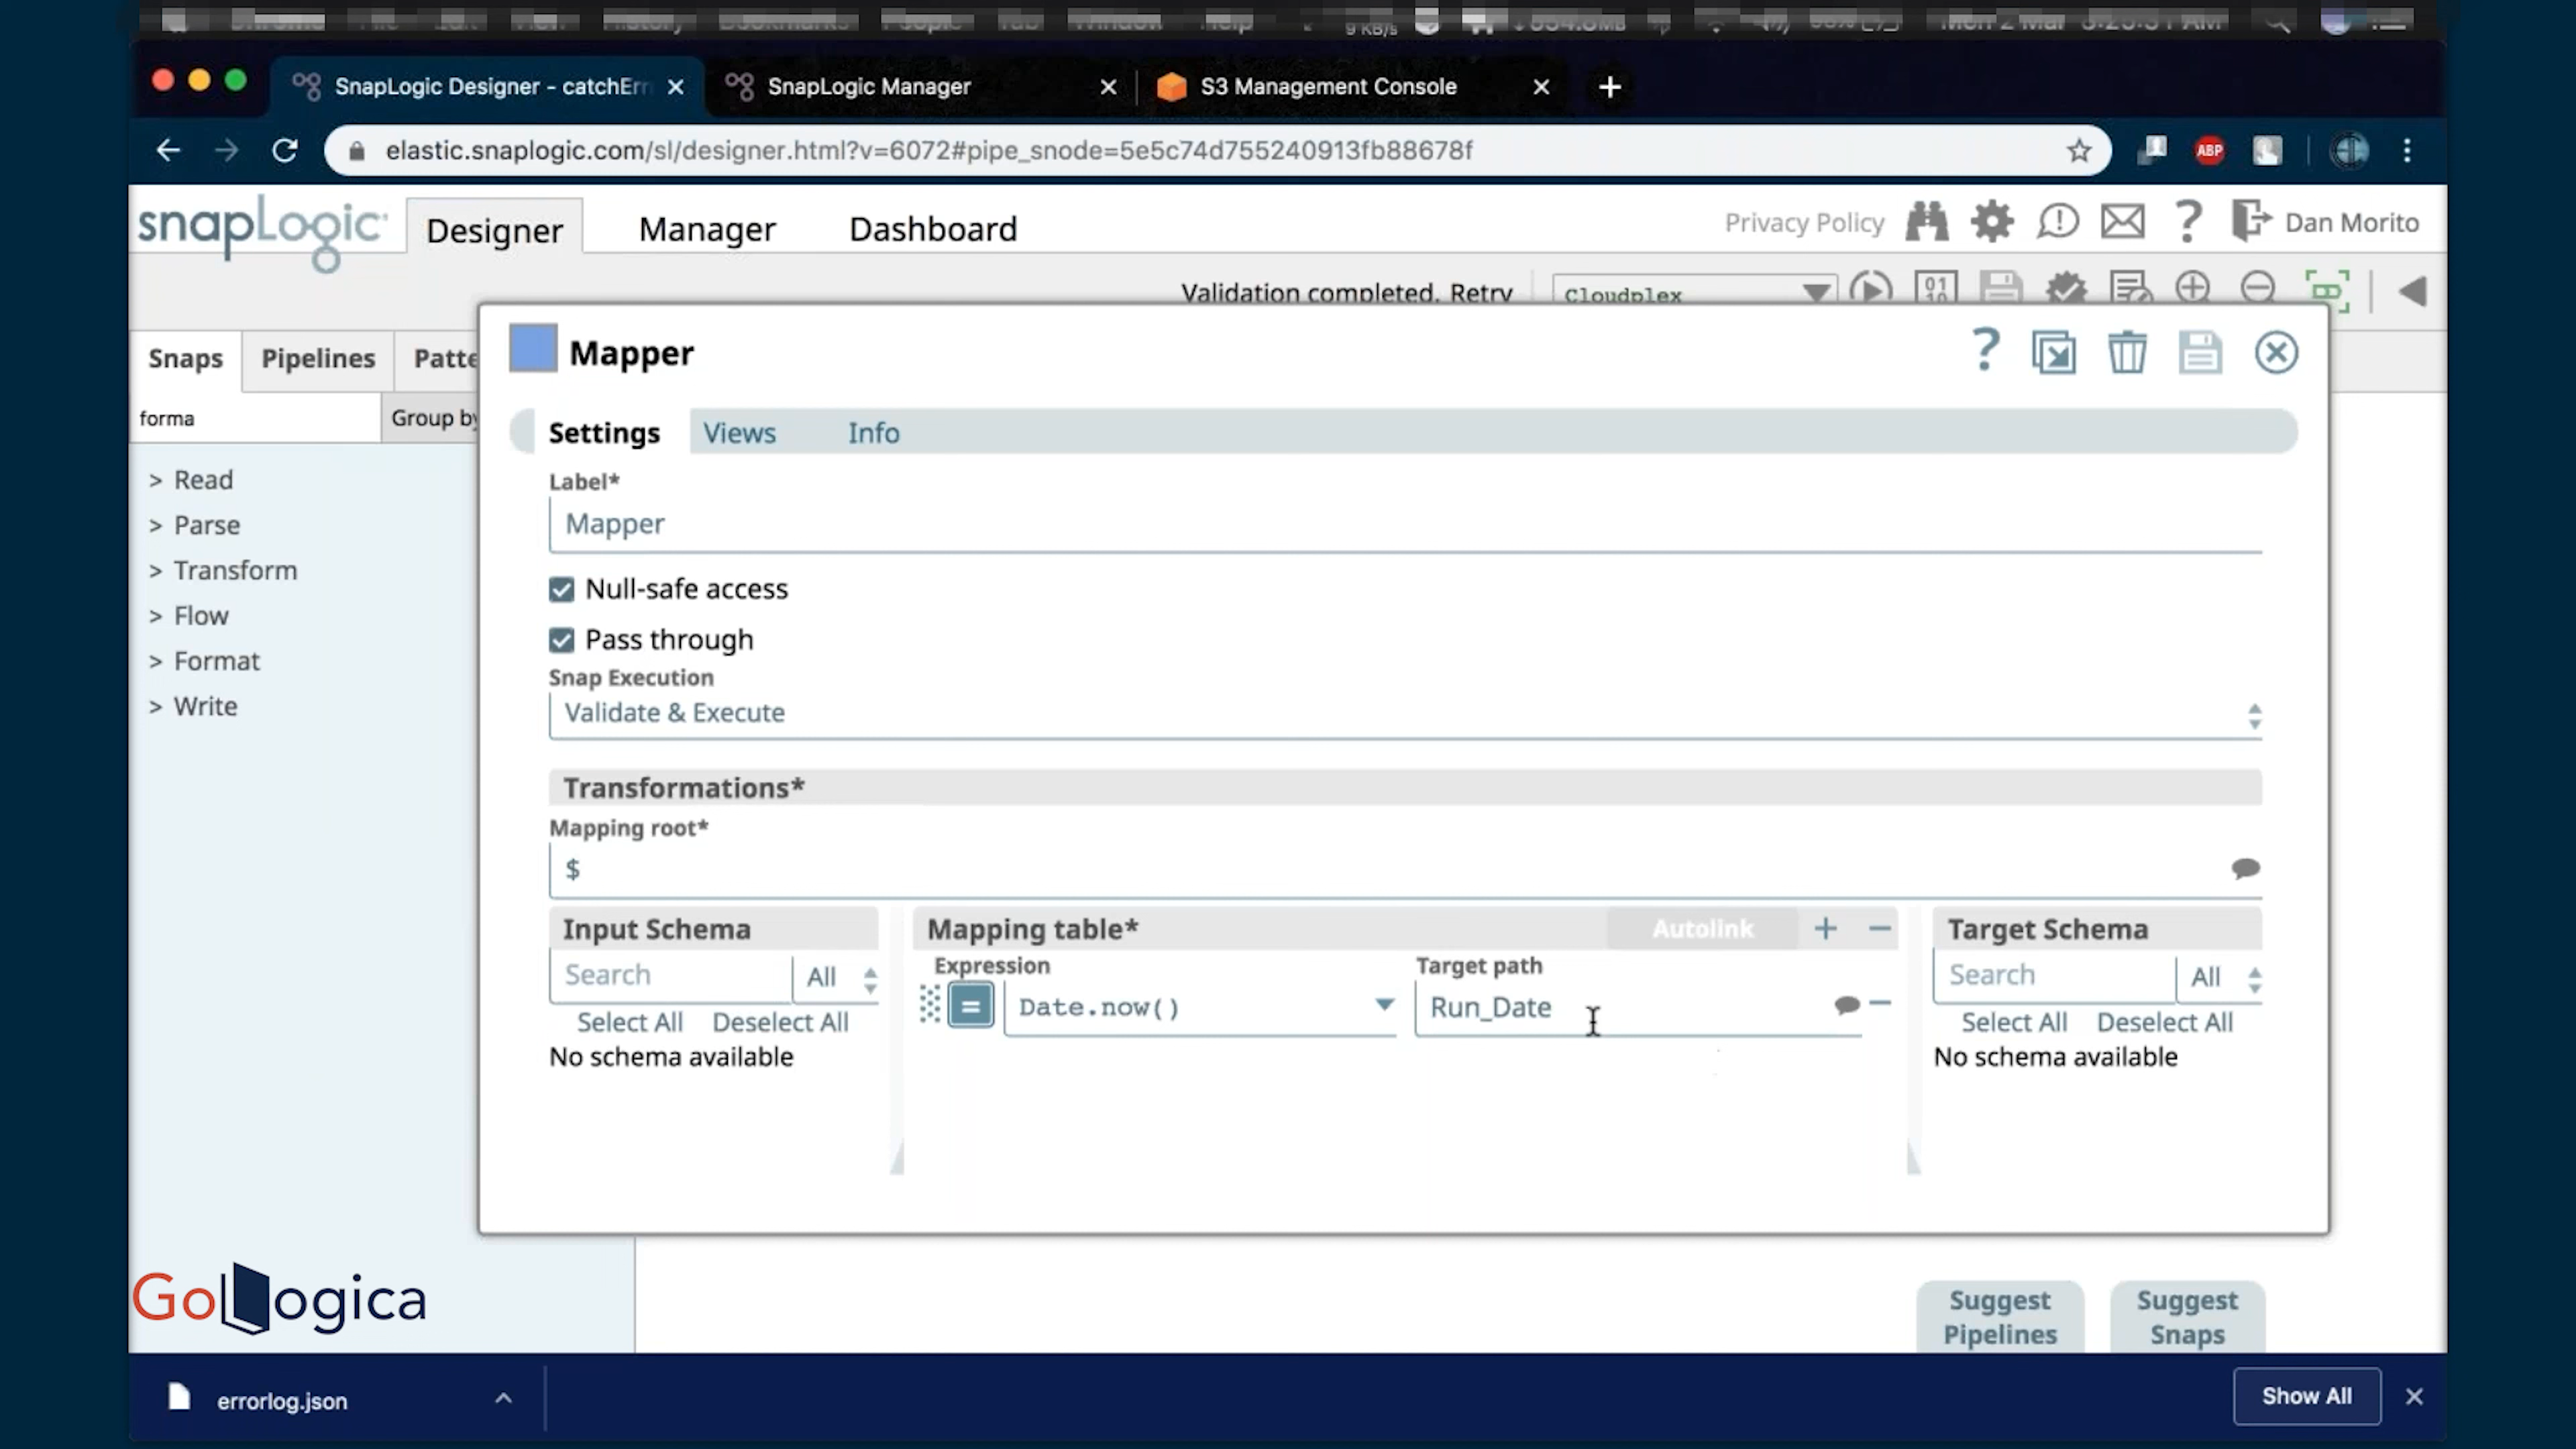 9 KB/s
SnapLogic Designer - catchErr
SnapLogic Manager
S3 Management Console
elastic.snaplogic.com/sl/designer.html?v=6072#pipe_snode=5e5c74d755240913fb88678f
ABP
snapLogic
Designer
Manager
Dashboard
Privacy Policy
Dan Morito
Validation completed. Retry
Cloudplex
Snaps
Pipelines
Patte
forma
Group by
> Read
> Parse
> Transform
> Flow
> Format
> Write
Mapper
Settings
Views
Info
Label*
Mapper
Null-safe access
Pass through
Snap Execution
Validate & Execute
Transformations*
Mapping root*
$
Input Schema
Search
All
Select All
Deselect All
No schema available
Mapping table*
Autolink
Expression
Target path
=
Date.now()
Run_Date
Target Schema
Search
All
Select All
Deselect All
No schema available
GoLogica
Suggest
Pipelines
Suggest
Snaps
errorlog.json
Show All